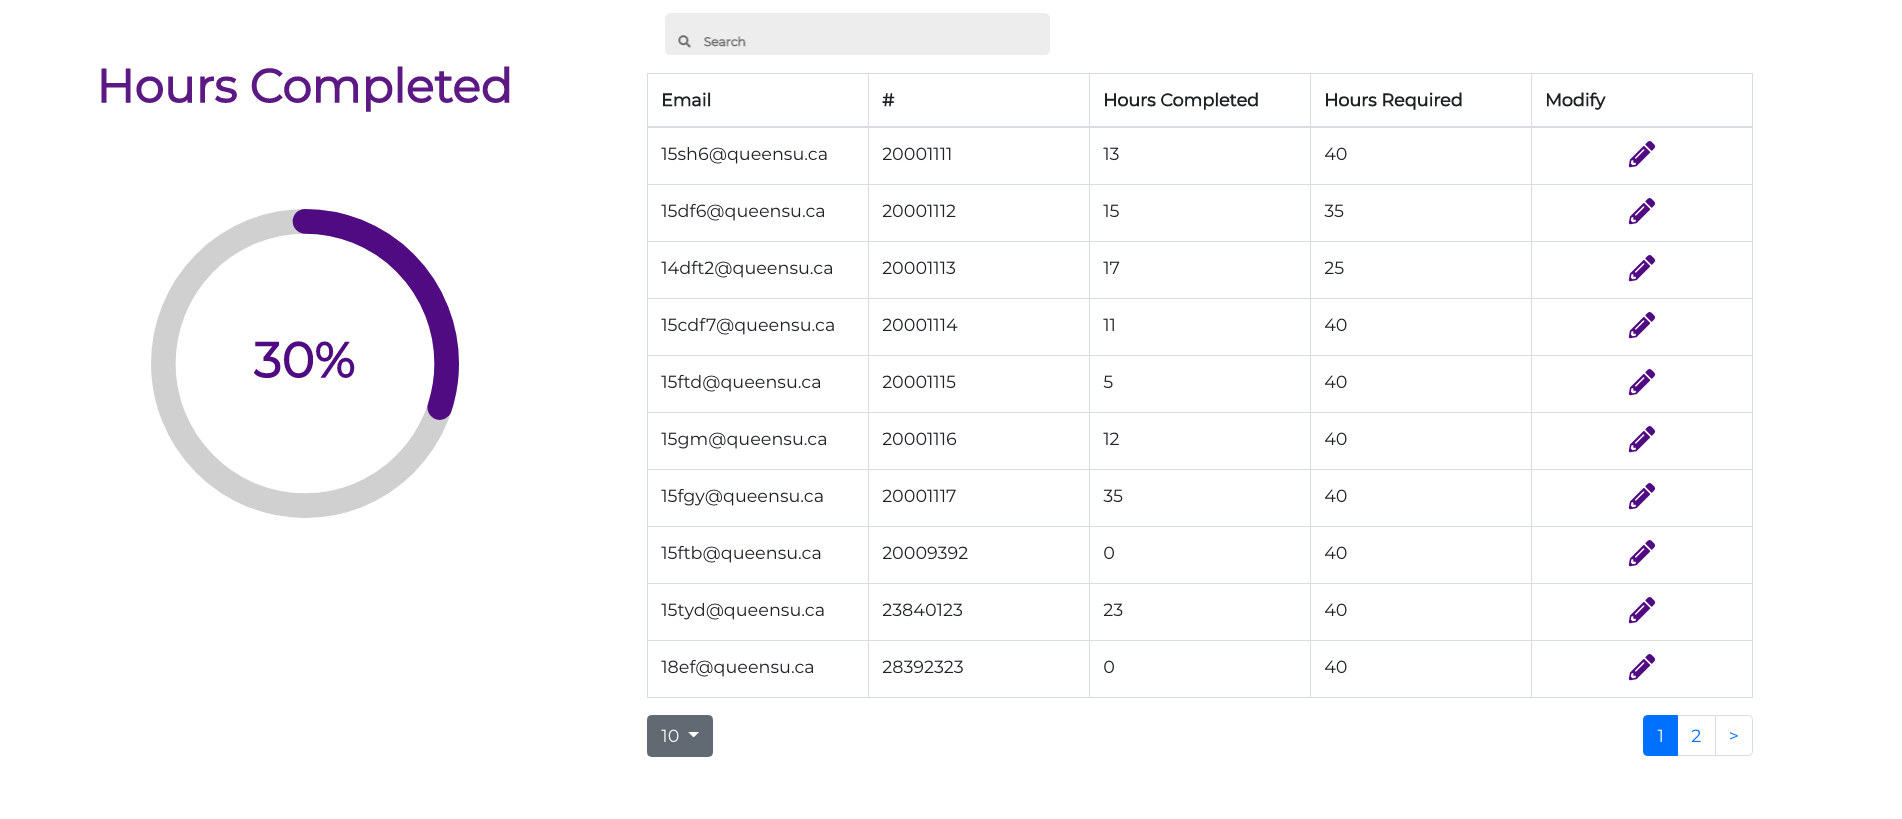 Search
Hours Completed
30%
Email # Hours Completed Hours Required Modify
15sh6@queensu.ca 20001111 13 40
15df6@queensu.ca 20001112 15 35
14dft2@queensu.ca 20001113 17 25
15cdf7@queensu.ca 20001114 11 40
15ftd@queensu.ca 20001115 5 40
15gm@queensu.ca 20001116 12 40
15fgy@queensu.ca 20001117 35 40
15ftb@queensu.ca 20009392 0 40
15tyd@queensu.ca 23840123 23 40
18ef@queensu.ca 28392323 0 40
10
1 2 >